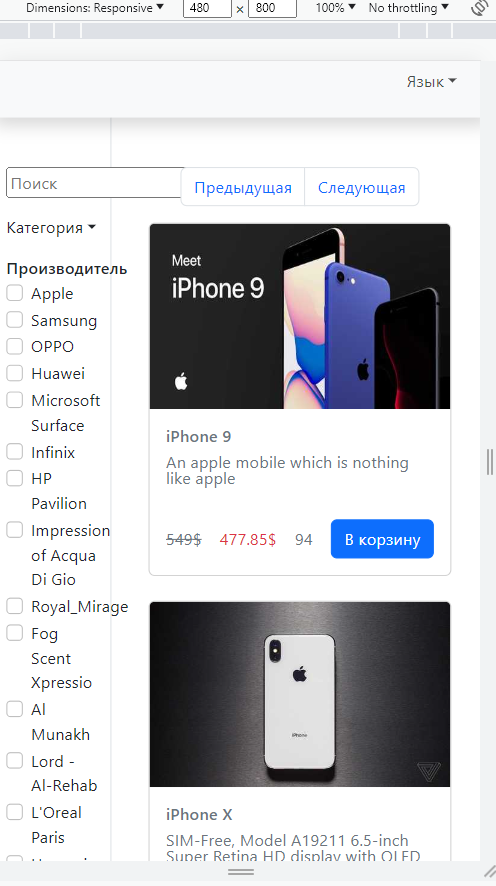 Dimensions: Responsive 480 × 800 100% No throttling
Язык
Поиск
Предыдущая Следующая
Категория
Производитель
Apple
Samsung
OPPO
Huawei
Microsoft
Surface
Infinix
HP
Pavilion
Impression
of Acqua
Di Gio
Royal_Mirage
Fog
Scent
Xpressio
Al
Munakh
Lord -
Al-Rehab
L'Oreal
Paris
Meet
iPhone 9
iPhone 9
An apple mobile which is nothing
like apple
549$ 477.85$ 94 В корзину
iPhone
iPhone X
SIM-Free, Model A19211 6.5-inch
Super Retina HD display with OLED